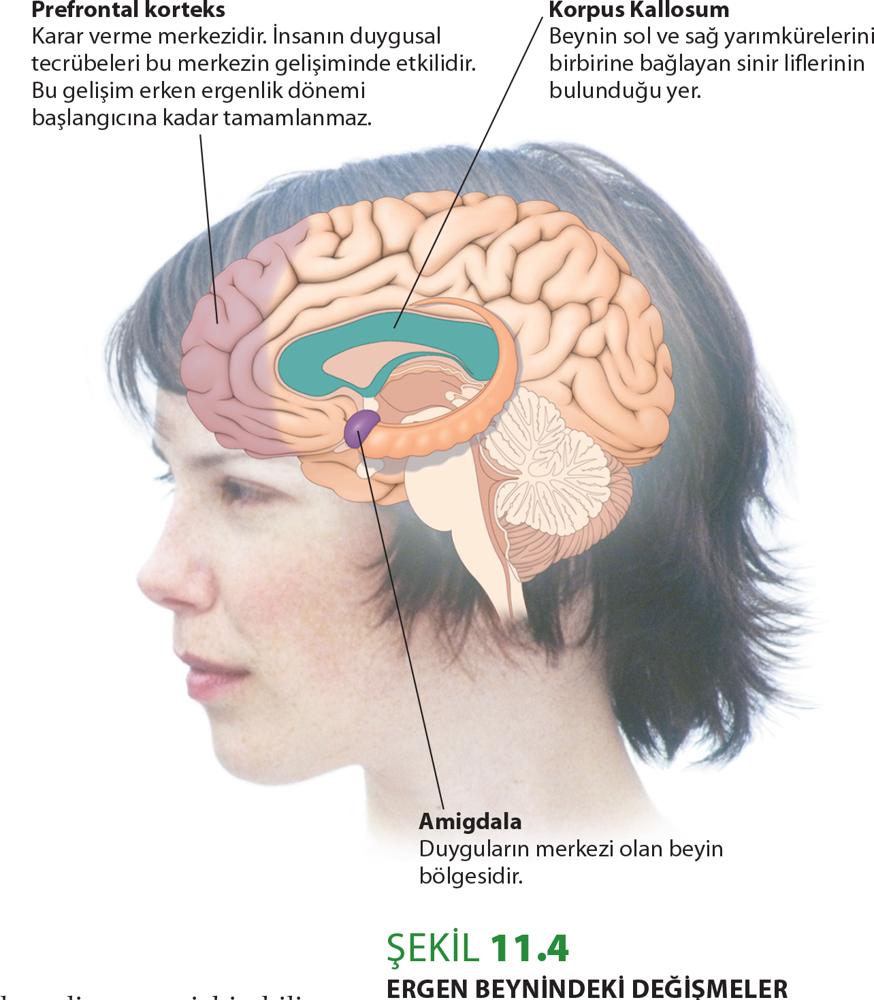 Prefrontal korteks
Karar verme merkezidir. İnsanın duygusal
tecrübeleri bu merkezin gelişiminde etkilidir.
Bu gelişim erken ergenlik dönemi
başlangıcına kadar tamamlanmaz.
Korpus Kallosum
Beynin sol ve sağ yarımkürelerini
birbirine bağlayan sinir liflerinin
bulunduğu yer.
Amigdala
Duyguların merkezi olan beyin
bölgesidir.
ŞEKİL 11.4
ERGEN BEYNİNDEKİ DEĞİŞMELER